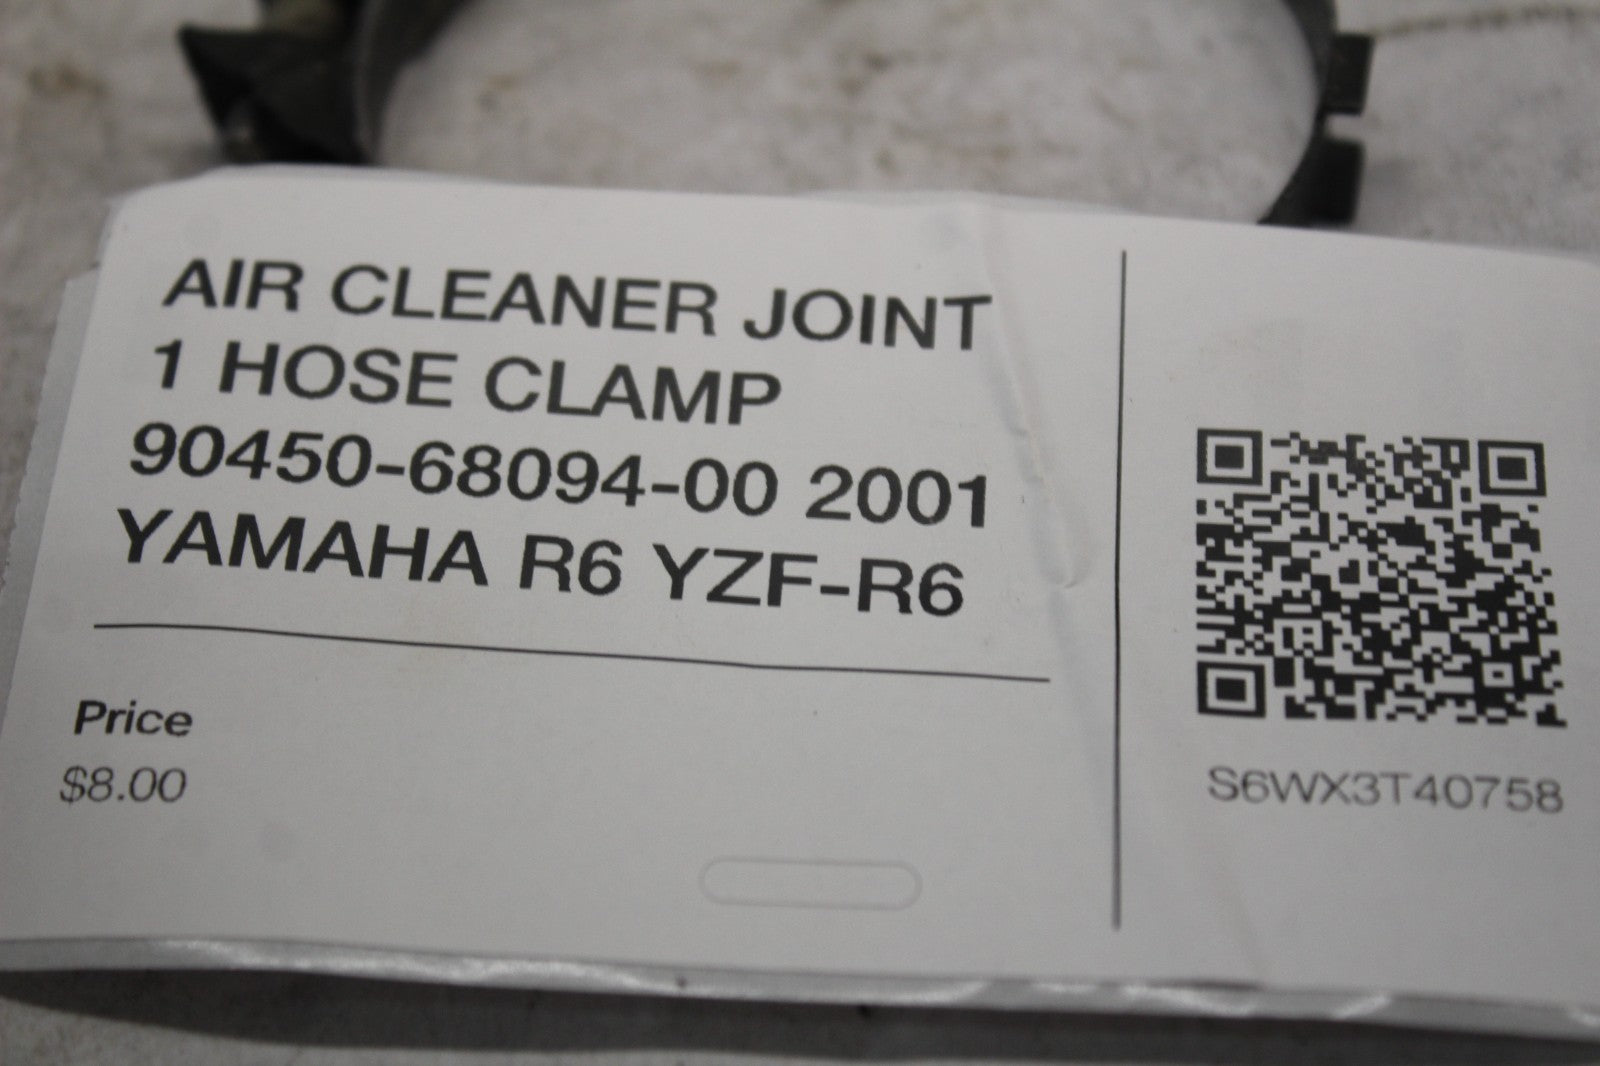 AIR CLEANER JOINT
1 HOSE CLAMP
90450-68094-00 2001
YAMAHA R6 YZF-R6
Price
$8.00
S6WX3T40758